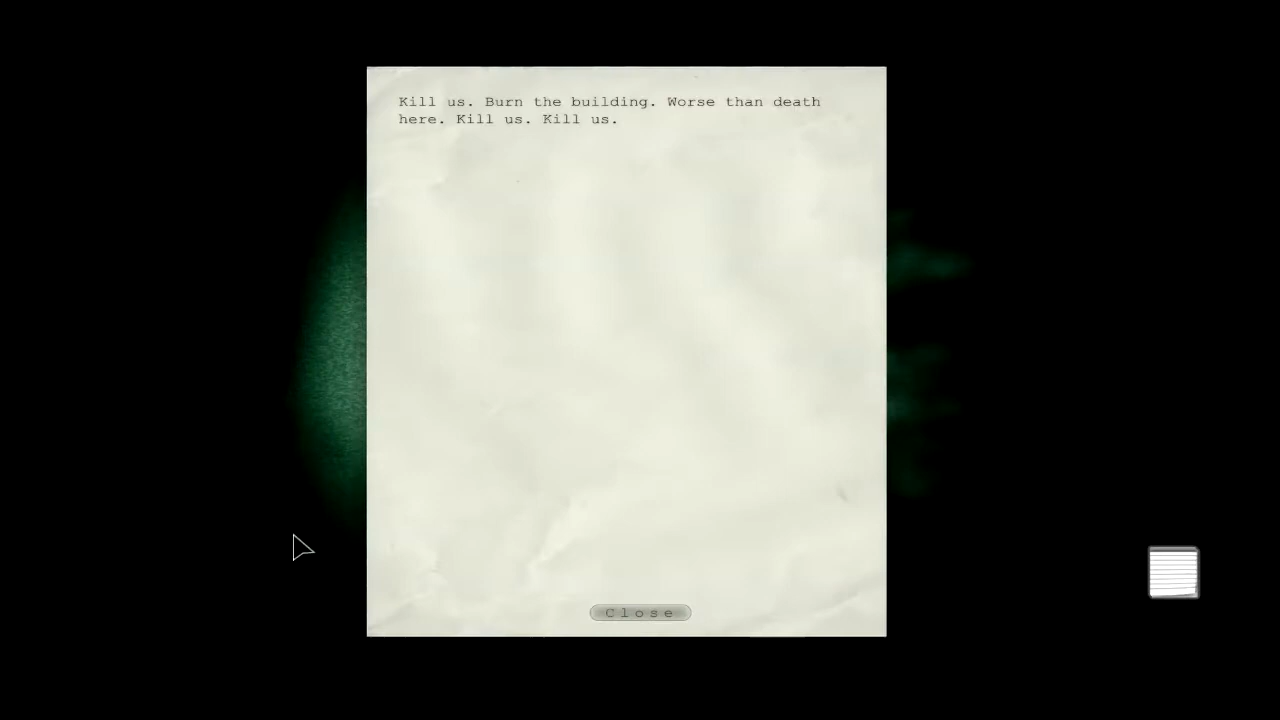 Kill us. Burn the building. Worse than death
here. Kill us. Kill us.
Close